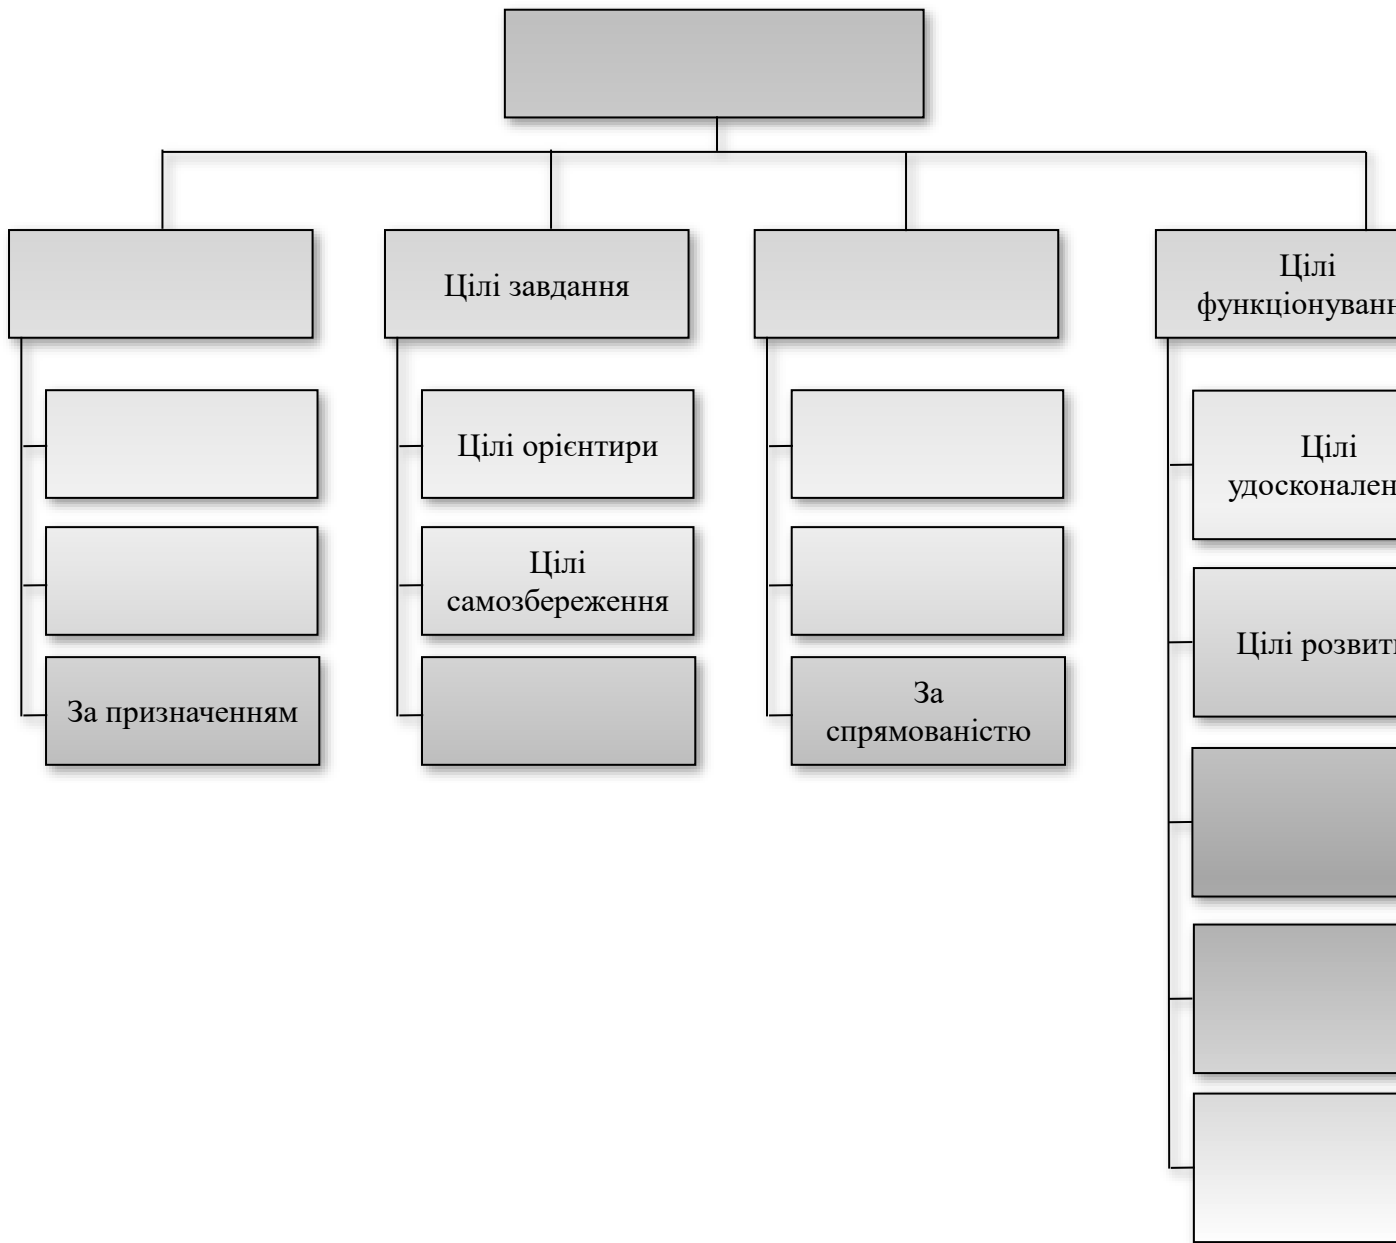 Цілі завдання
Цілі
функціонуванн
Цілі орієнтири
Цілі
удосконален
Цілі
самозбереження
Цілі розвит
За призначенням
За
спрямованістю